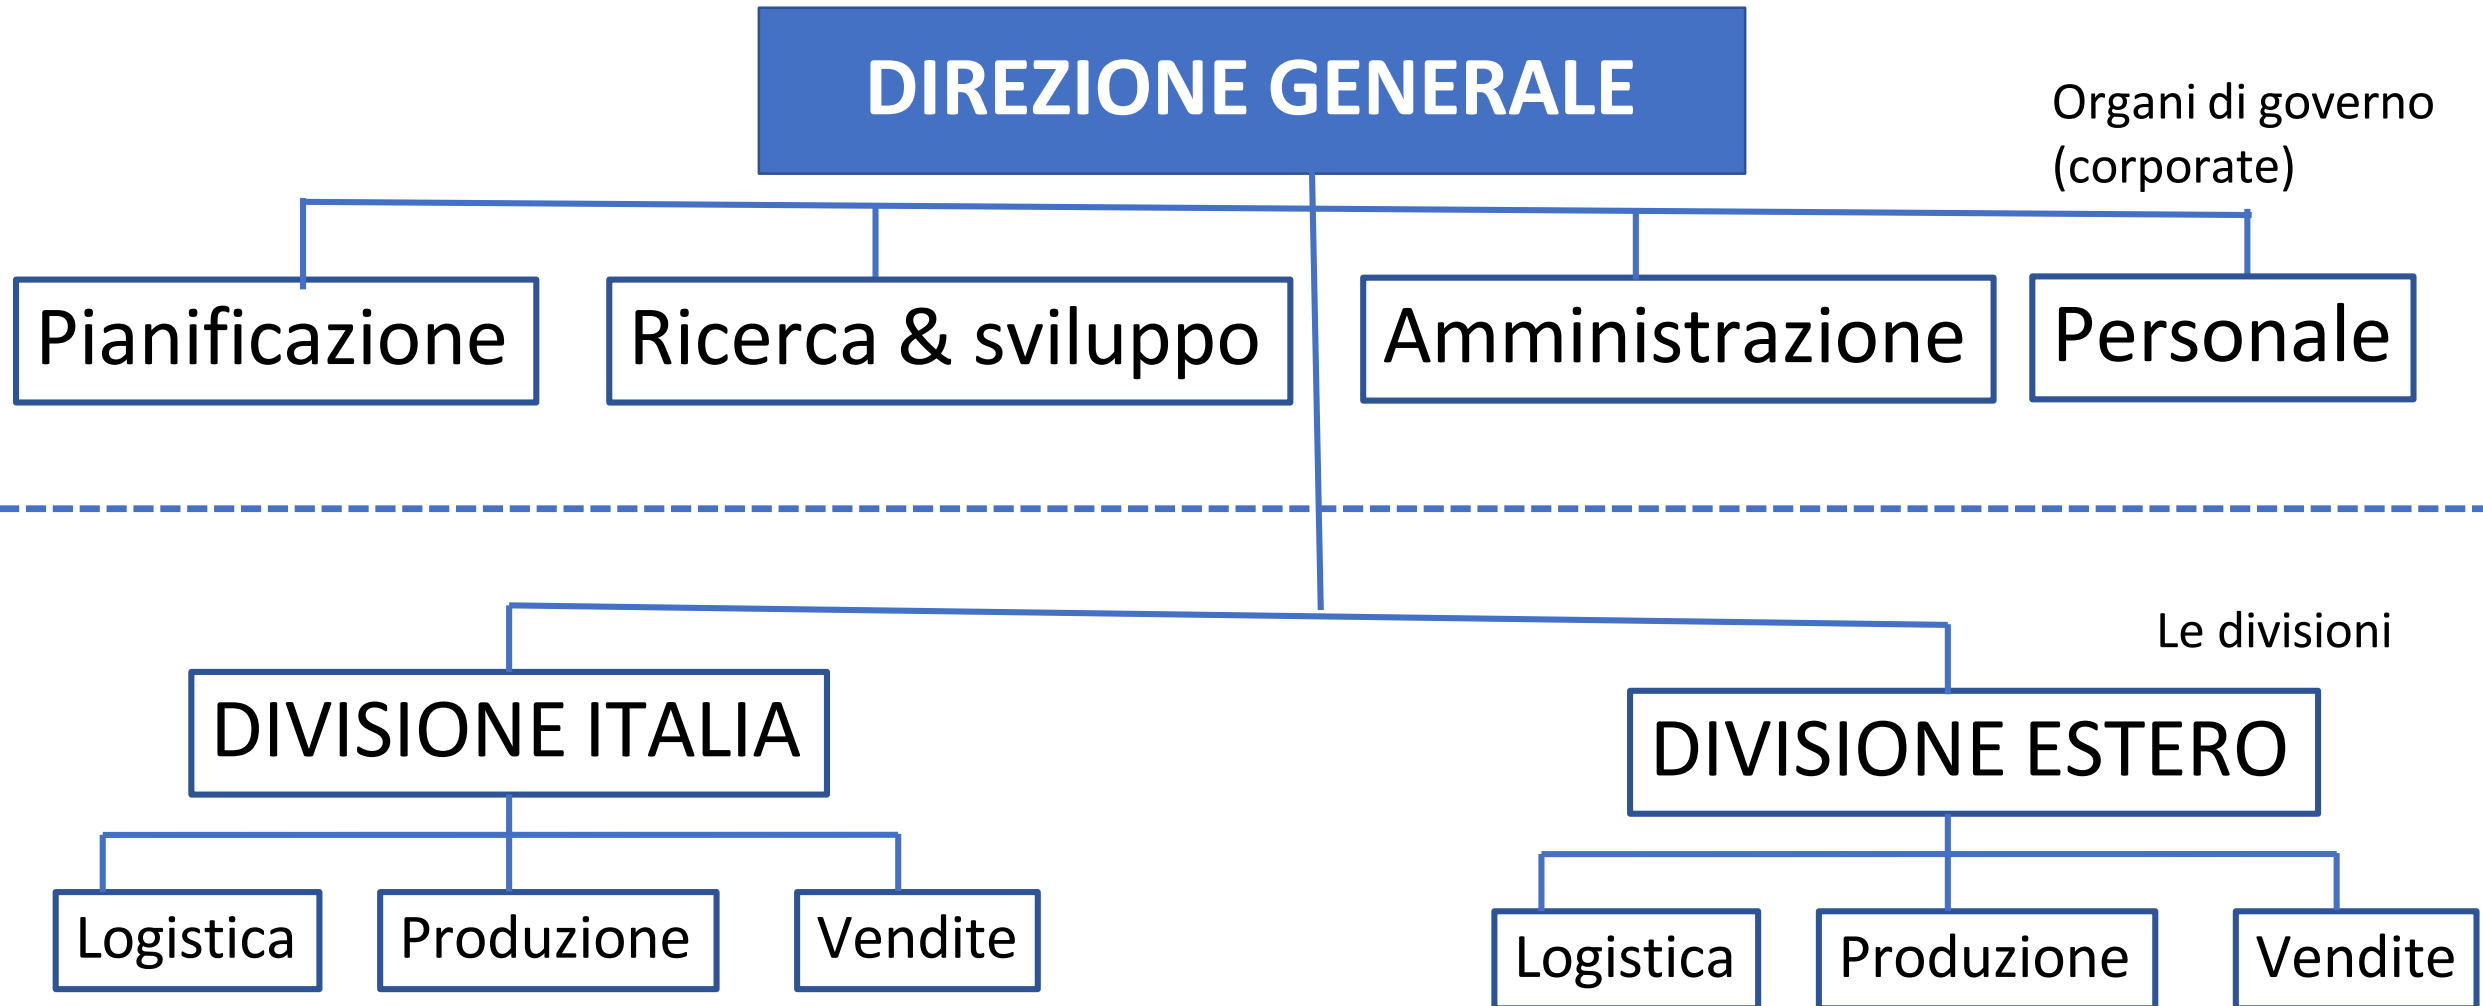 DIREZIONE GENERALE
Organi di governo
(corporate)
Pianificazione
Ricerca & sviluppo
Amministrazione
Personale
Le divisioni
DIVISIONE ITALIA
DIVISIONE ESTERO
Logistica
Produzione
Vendite
Logistica
Produzione
Vendite